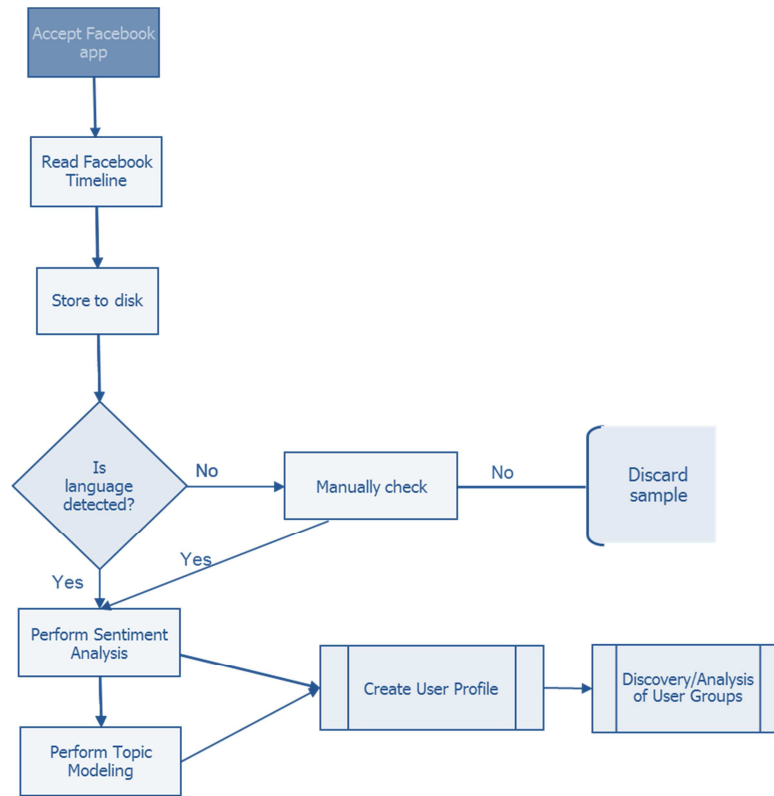 Accept Facebook
app
Read Facebook
Timeline
Store to disk
Is
language
detected?
No
Manually check
No
Discard
sample
Yes
Yes
Perform Sentiment
Analysis
Create User Profile
Discovery/Analysis
of User Groups
Perform Topic
Modeling